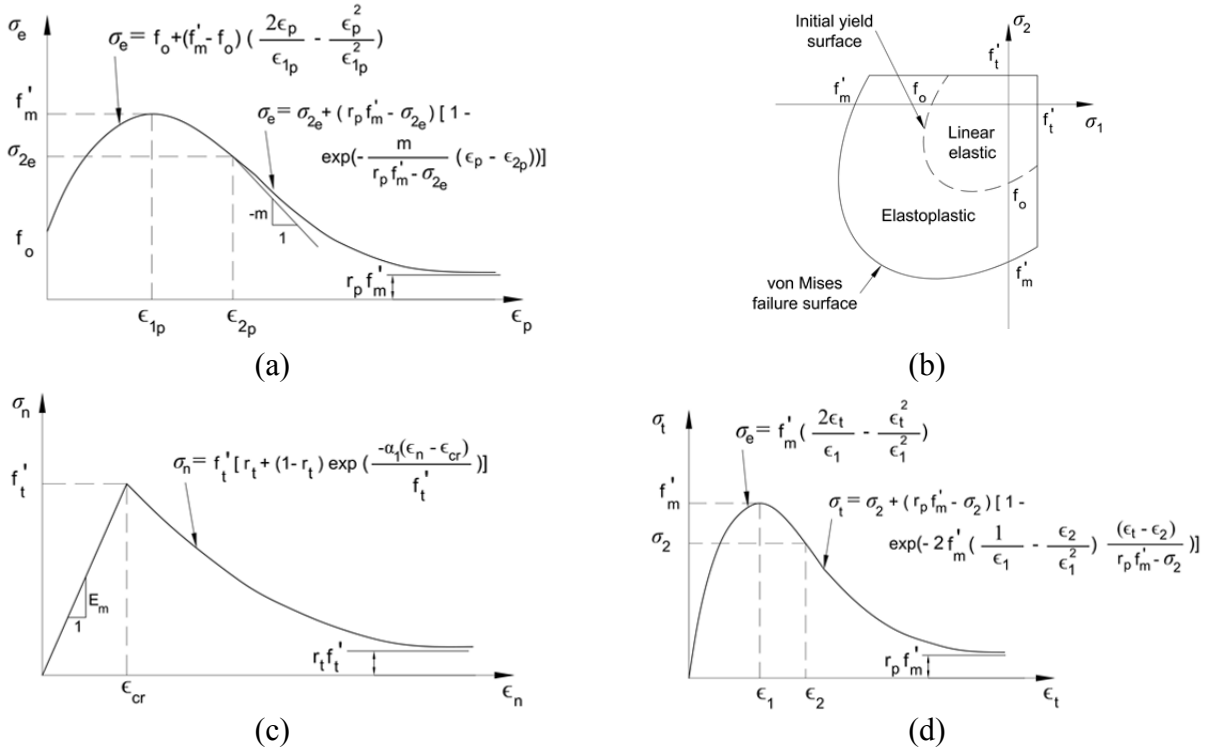 σₑ
σₑ = fₒ+(f'ₘ- fₒ) ( 2ϵₚ / ϵ₁ₚ - ϵₚ² / ϵ₁ₚ² )
f'ₘ
σ₂ₑ
fₒ
σₑ = σ₂ₑ + ( rₚ f'ₘ - σ₂ₑ ) [ 1 -
exp(- m / (rₚ f'ₘ - σ₂ₑ) (ϵₚ - ϵ₂ₚ))]
-m
1
rₚ f'ₘ
ϵ₁ₚ
ϵ₂ₚ
ϵₚ
(a)
Initial yield
surface
σ₂
f'ₜ
f'ₘ
fₒ
f'ₜ
σ₁
Linear
elastic
fₒ
Elastoplastic
f'ₘ
von Mises
failure surface
(b)
σₙ
σₙ = f'ₜ [ rₜ + (1- rₜ ) exp ( -α₁(ϵₙ - ϵcr) / f'ₜ )]
f'ₜ
Eₘ
1
rₜf'ₜ
ϵcr
ϵₙ
(c)
σₜ
σₑ = f'ₘ ( 2ϵₜ / ϵ₁ - ϵₜ² / ϵ₁² )
f'ₘ
σ₂
σₜ = σ₂ + ( rₚ f'ₘ - σ₂ ) [ 1 -
exp(- 2 f'ₘ ( 1 / ϵ₁ - ϵ₂ / ϵ₁² ) (ϵₜ - ϵ₂) / (rₚ f'ₘ - σ₂) )]
rₚ f'ₘ
ϵ₁
ϵ₂
ϵₜ
(d)